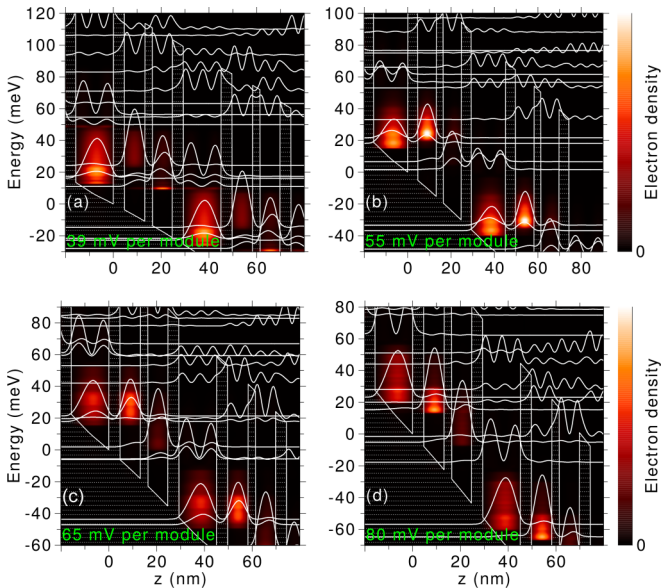 120
100
80
60
40
20
0
-20
Energy (meV)
(a)
39 mV per module
0 20 40 60
100
80
60
40
20
0
-20
Energy (meV)
(b)
55 mV per module
0 20 40 60 80
Electron density
0
80
60
40
20
0
-20
-40
-60
Energy (meV)
(c)
65 mV per module
0 20 40 60
z (nm)
80
60
40
20
0
-20
-40
-60
Energy (meV)
(d)
80 mV per module
0 20 40 60
z (nm)
Electron density
0